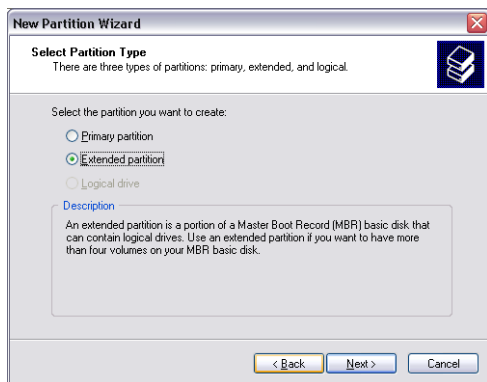 New Partition Wizard
Select Partition Type
There are three types of partitions: primary, extended, and logical.
Select the partition you want to create:
Primary partition
Extended partition
Logical drive
Description
An extended partition is a portion of a Master Boot Record (MBR) basic disk that
can contain logical drives. Use an extended partition if you want to have more
than four volumes on your MBR basic disk.
< Back Next > Cancel